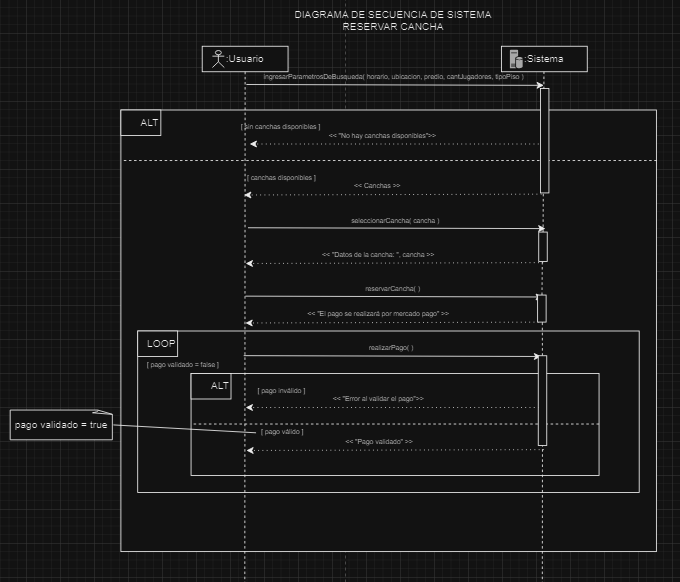 DIAGRAMA DE SECUENCIA DE SISTEMA
RESERVAR CANCHA
:Usuario
:Sistema
ingresarParametrosDeBusqueda( horario, ubicacion, predio, cantJugadores, tipoPiso )
ALT
[ sin canchas disponibles ]
<< "No hay canchas disponibles">>
[ canchas disponibles ]
<< Canchas >>
seleccionarCancha( cancha )
<< "Datos de la cancha: ", cancha >>
reservarCancha( )
<< "El pago se realizará por mercado pago" >>
LOOP
realizarPago( )
[ pago validado = false ]
ALT
[ pago inválido ]
<< "Error al validar el pago">>
pago validado = true
[ pago válido ]
<< "Pago validado" >>